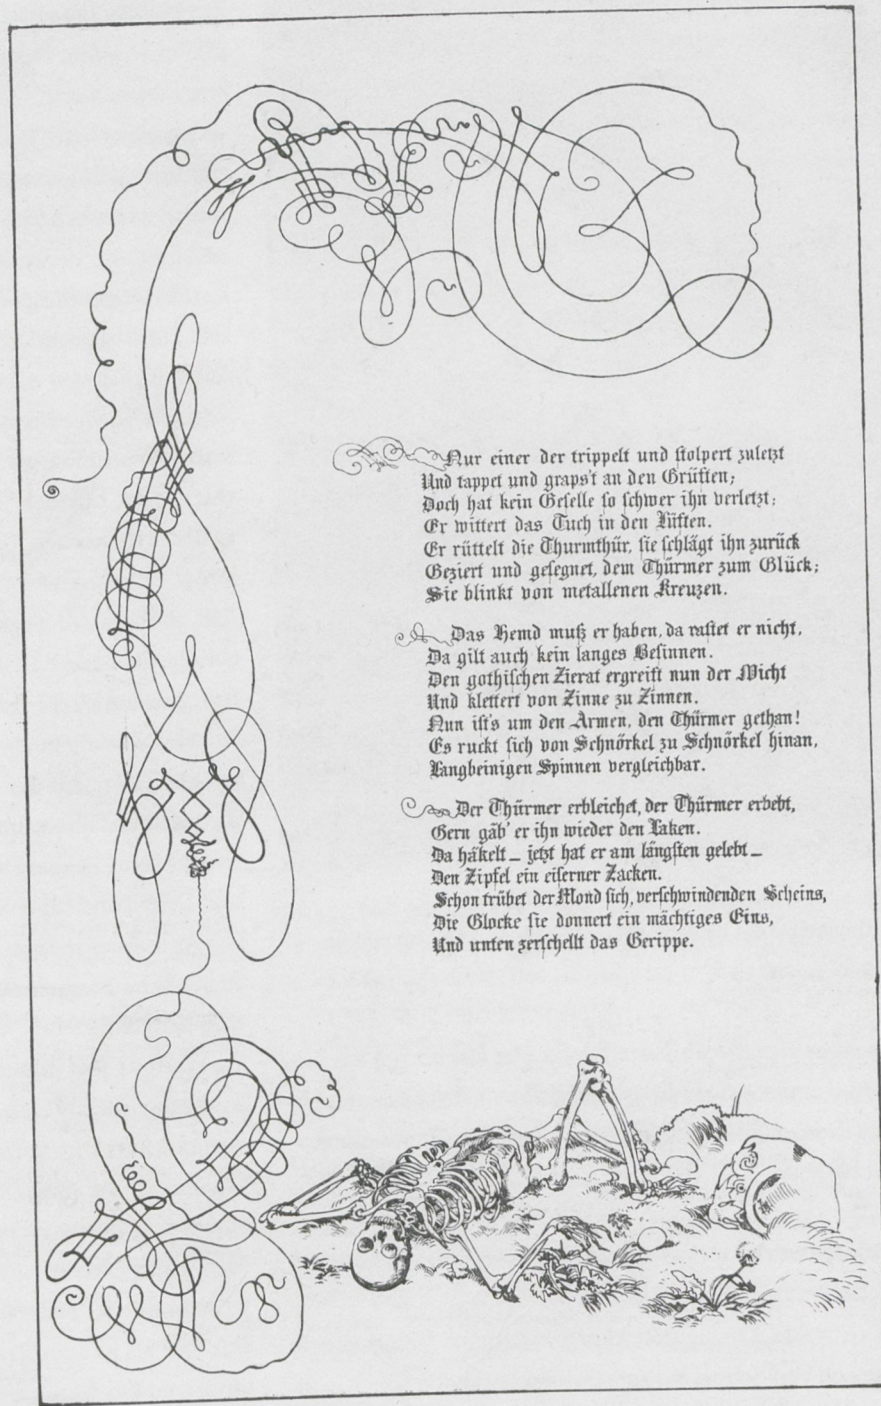 Nur einer der trippelt und stolpert zuletzt
Und tappet und grapst an den Grüften;
Doch hat kein Geselle so schwer ihn verletzt;
Er wittert das Tuch in den Lüften.
Er rüttelt die Thurmthür, sie schlägt ihn zurück
Geziert und gesegnet, dem Thürmer zum Glück;
Sie blinkt von metallenen Kreuzen.
Das Hemd muß er haben, da rastet er nicht,
Da gilt auch kein langes Besinnen.
Den gothischen Zierat ergreift nun der Wicht
Und klettert von Zinne zu Zinnen.
Nun ist's um den Armen, den Thürmer gethan!
Es ruckt sich von Schnörkel zu Schnörkel hinan,
Langbeinigen Spinnen vergleichbar.
Der Thürmer erbleichet, der Thürmer erbebt,
Gern gäb' er ihn wieder den Laken.
Da häkelt – jetzt hat er am längsten gelebt –
Den Zipfel ein eiserner Zacken.
Schon trübet der Mond sich, verschwindenden Scheins,
Die Glocke sie donnert ein mächtiges Eins,
Und unten zerschellt das Gerippe.